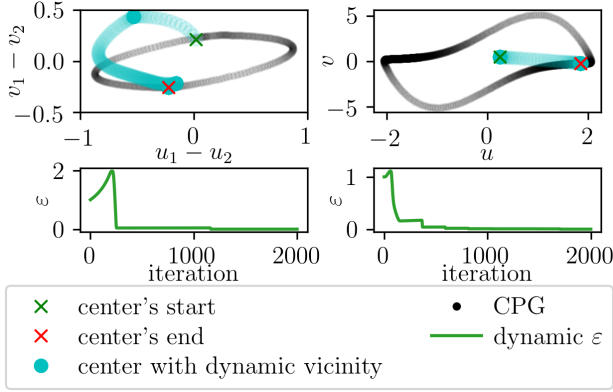 0.5
0.0
−0.5
v₁ − v₂
−1
0
1
u₁ − u₂
5
0
−5
v
−2
0
2
u
2
0
ε
0
1000
2000
iteration
1
0
ε
0
1000
2000
iteration
center's start
center's end
center with dynamic vicinity
CPG
dynamic ε